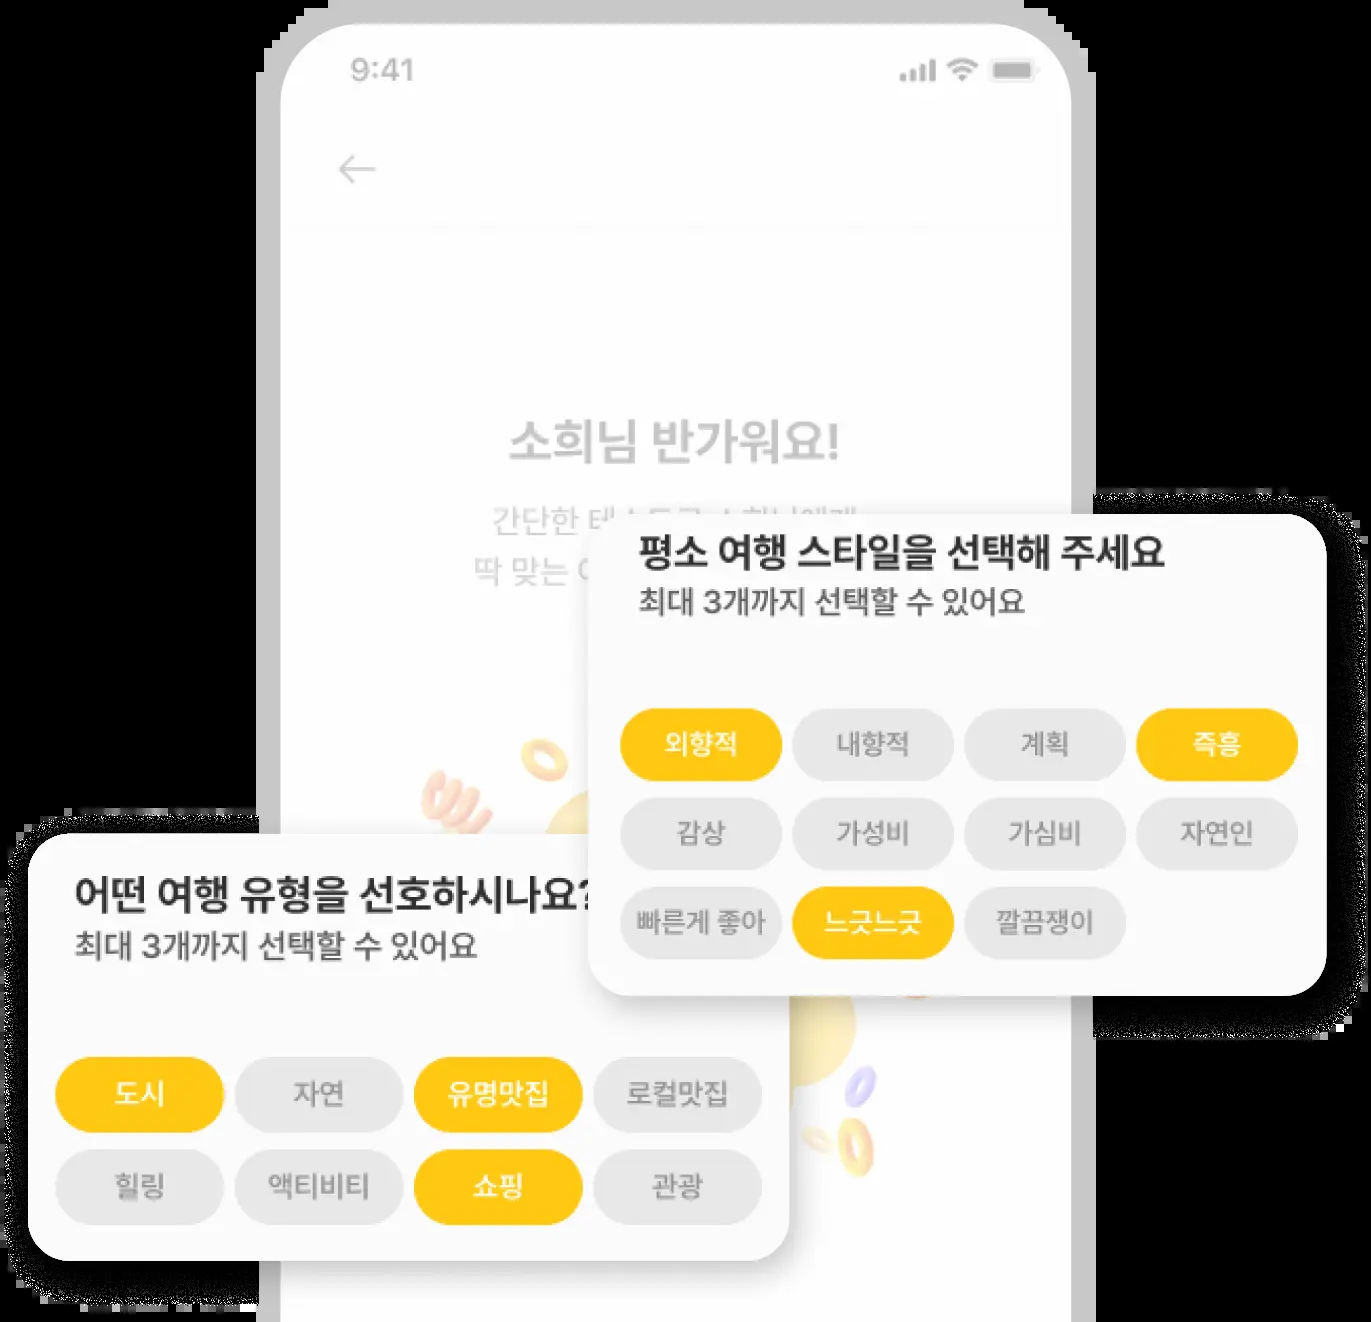 9:41
소희님 반가워요!
간단한
딱 맞는
평소 여행 스타일을 선택해 주세요
최대 3개까지 선택할 수 있어요
외향적 내향적 계획 즉흥
감상 가성비 가심비 자연인
빠른게 좋아 느긋느긋 깔끔쟁이
어떤 여행 유형을 선호하시나요?
최대 3개까지 선택할 수 있어요
도시 자연 유명맛집 로컬맛집
힐링 액티비티 쇼핑 관광